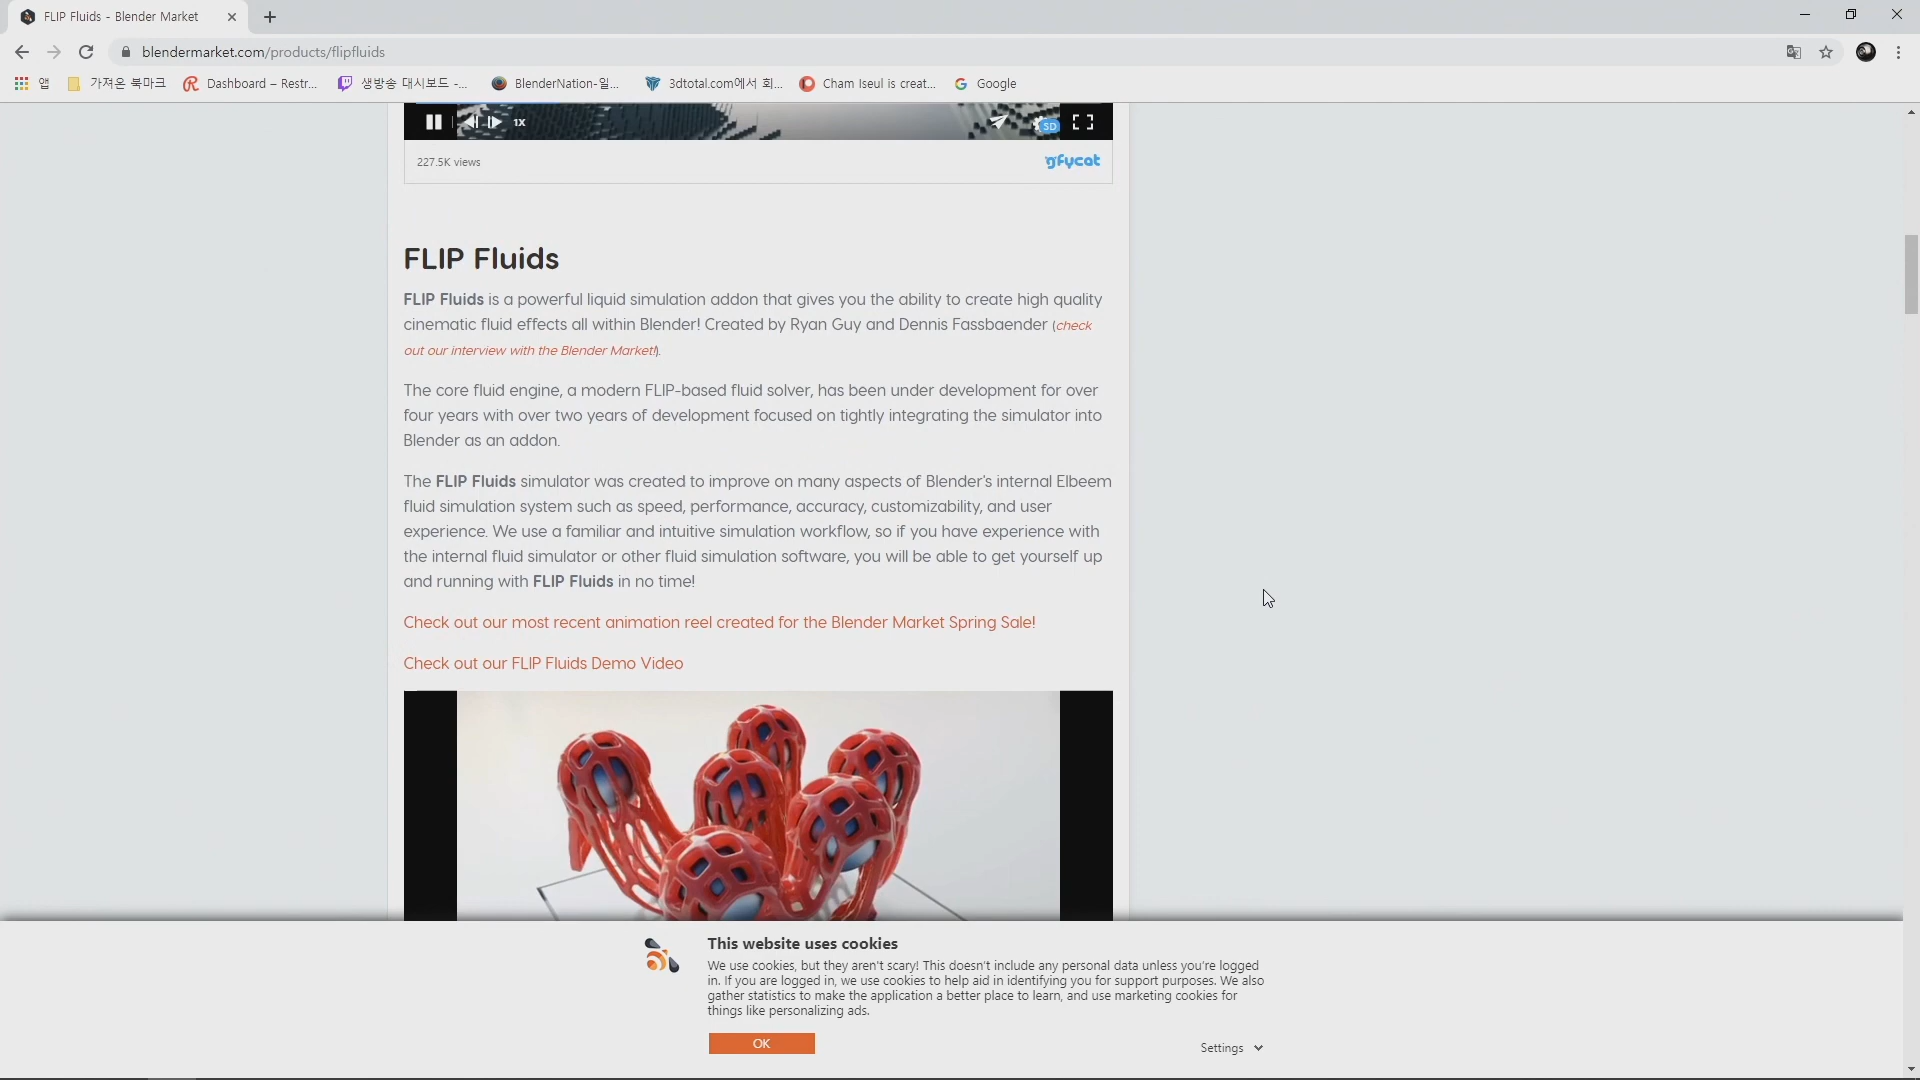 FLIP Fluids - Blender Market
blendermarket.com/products/flipfluids
앱 가져온 북마크 Dashboard – Restr... 생방송 대시보드 -... BlenderNation-일... 3dtotal.com에서 회... Cham Iseul is creat... Google
1X SD
227.5K views gfycat
FLIP Fluids
FLIP Fluids is a powerful liquid simulation addon that gives you the ability to create high quality
cinematic fluid effects all within Blender! Created by Ryan Guy and Dennis Fassbaender (check
out our interview with the Blender Market!).
The core fluid engine, a modern FLIP-based fluid solver, has been under development for over
four years with over two years of development focused on tightly integrating the simulator into
Blender as an addon.
The FLIP Fluids simulator was created to improve on many aspects of Blender's internal Elbeem
fluid simulation system such as speed, performance, accuracy, customizability, and user
experience. We use a familiar and intuitive simulation workflow, so if you have experience with
the internal fluid simulator or other fluid simulation software, you will be able to get yourself up
and running with FLIP Fluids in no time!
Check out our most recent animation reel created for the Blender Market Spring Sale!
Check out our FLIP Fluids Demo Video
This website uses cookies
We use cookies, but they aren't scary! This doesn't include any personal data unless you're logged
in. If you are logged in, we use cookies to help aid in identifying you for support purposes. We also
gather statistics to make the application a better place to learn, and use marketing cookies for
things like personalizing ads.
OK
Settings